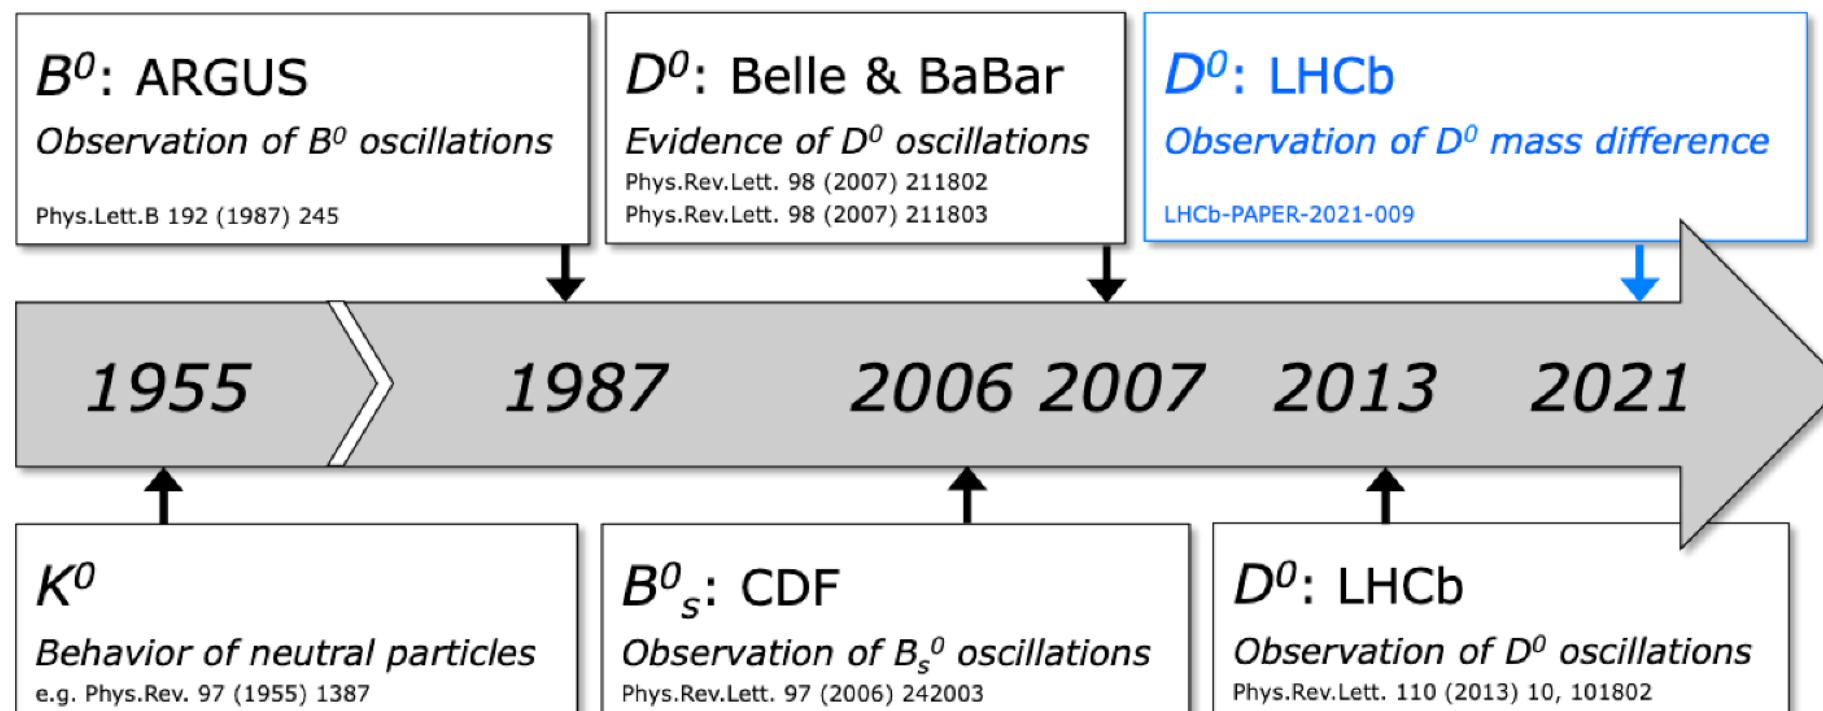 B⁰: ARGUS
Observation of B⁰ oscillations
Phys.Lett.B 192 (1987) 245
D⁰: Belle & BaBar
Evidence of D⁰ oscillations
Phys.Rev.Lett. 98 (2007) 211802
Phys.Rev.Lett. 98 (2007) 211803
D⁰: LHCb
Observation of D⁰ mass difference
LHCb-PAPER-2021-009
1955 1987 2006 2007 2013 2021
K⁰
Behavior of neutral particles
e.g. Phys.Rev. 97 (1955) 1387
B⁰ₛ: CDF
Observation of Bₛ⁰ oscillations
Phys.Rev.Lett. 97 (2006) 242003
D⁰: LHCb
Observation of D⁰ oscillations
Phys.Rev.Lett. 110 (2013) 10, 101802